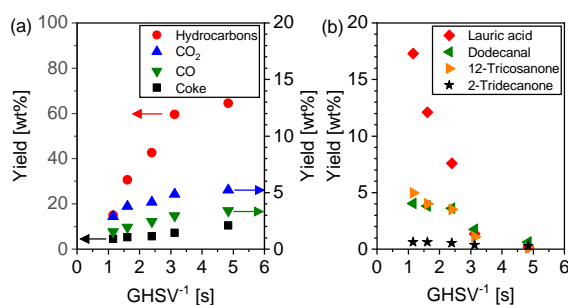 (a)
Hydrocarbons
CO₂
CO
Coke
Yield [wt%]
100
80
60
40
20
0
20
15
10
5
0
Yield [wt%]
0 1 2 3 4 5 6
GHSV⁻¹ [s]
(b)
Lauric acid
Dodecanal
12-Tricosanone
2-Tridecanone
Yield [wt%]
20
15
10
5
0
0 1 2 3 4 5 6
GHSV⁻¹ [s]